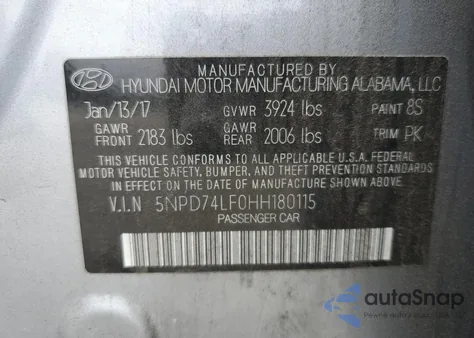 MANUFACTURED BY
HYUNDAI MOTOR MANUFACTURING ALABAMA, LLC
Jan/13/17 GVWR 3924 lbs PAINT 8S
GAWR FRONT 2183 lbs GAWR REAR 2006 lbs TRIM PK
THIS VEHICLE CONFORMS TO ALL APPLICABLE U.S.A. FEDERAL
MOTOR VEHICLE SAFETY, BUMPER, AND THEFT PREVENTION STANDARDS
IN EFFECT ON THE DATE OF MANUFACTURE SHOWN ABOVE.
V.I.N 5NPD74LF0HH180115
PASSENGER CAR
autoSnap